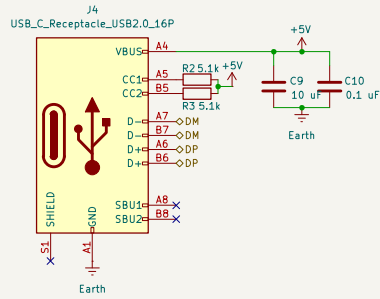 J4
USB_C_Receptacle_USB2.0_16P
VBUS A4
+5V
CC1 A5 R2 5.1k +5V
CC2 B5 R3 5.1k
C9 10 uF
C10 0.1 uF
Earth
D- A7 DM
D- B7 DM
D+ A6 DP
D+ B6 DP
SBU1 A8
SBU2 B8
SHIELD S1
GND A1
Earth